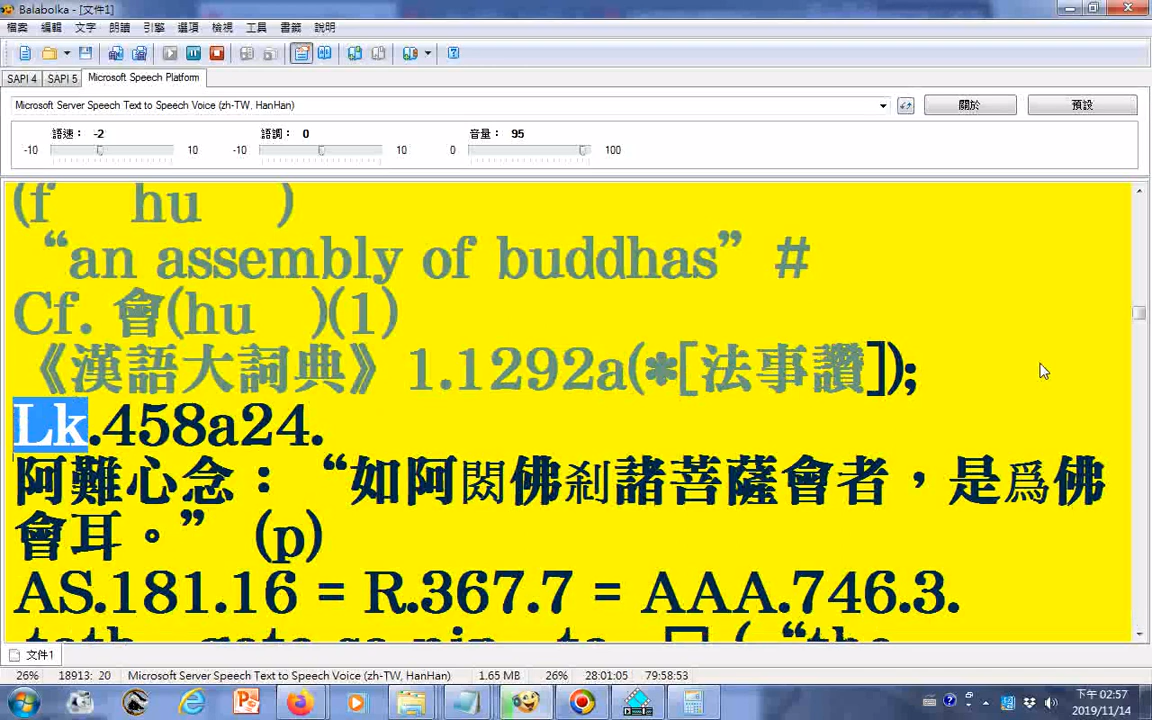 Balabolka - [文件1]
檔案 編輯 文字 朗讀 引擎 選項 檢視 工具 書籤 說明
SAPI 4 SAPI 5 Microsoft Speech Platform
Microsoft Server Speech Text to Speech Voice (zh-TW, HanHan) 關於 預設
語速： -2 語調： 0 音量： 95
-10 10 -10 10 0 100
(f hu )
“an assembly of buddhas” #
Cf. 會(hu )(1)
《漢語大詞典》1.1292a(*[法事讚]);
Lk.458a24.
阿難心念：“如阿閦佛剎諸菩薩會者，是爲佛
會耳。” (p)
AS.181.16 = R.367.7 = AAA.746.3.
文件1
26% 18913: 20 Microsoft Server Speech Text to Speech Voice (zh-TW, HanHan) 1.65 MB 26% 28:01:05 79:58:53
下午 02:57
2019/11/14